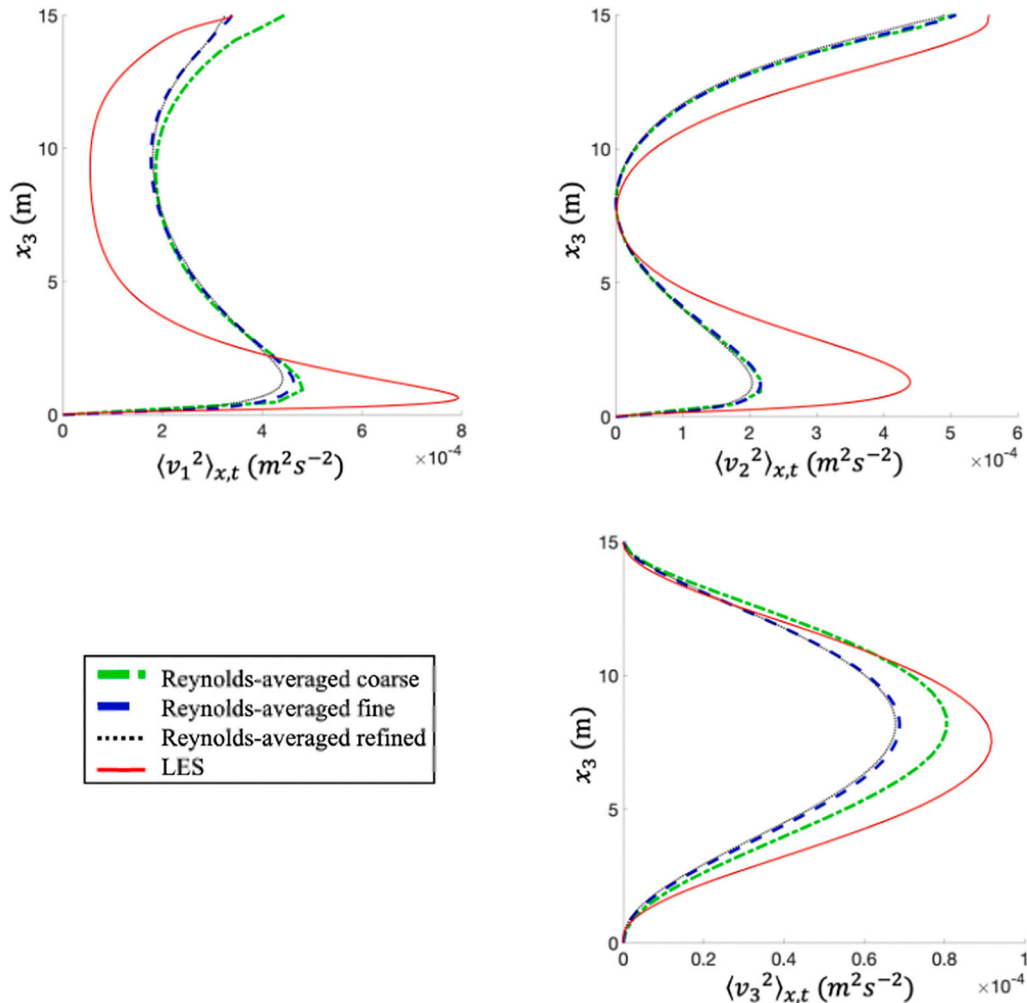 15
10
5
0
x₃ (m)
0 2 4 6 8
×10⁻⁴
⟨v₁²⟩ₓ,ₜ (m²s⁻²)
15
10
5
0
x₃ (m)
0 1 2 3 4 5 6
×10⁻⁴
⟨v₂²⟩ₓ,ₜ (m²s⁻²)
Reynolds-averaged coarse
Reynolds-averaged fine
Reynolds-averaged refined
LES
15
10
5
0
x₃ (m)
0 0.2 0.4 0.6 0.8 1
×10⁻⁴
⟨v₃²⟩ₓ,ₜ (m²s⁻²)